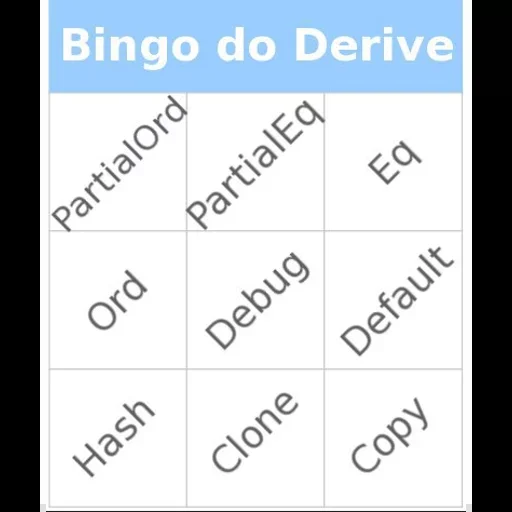 Bingo do Derive
PartialOrd
PartialEq
Eq
Ord
Debug
Default
Hash
Clone
Copy